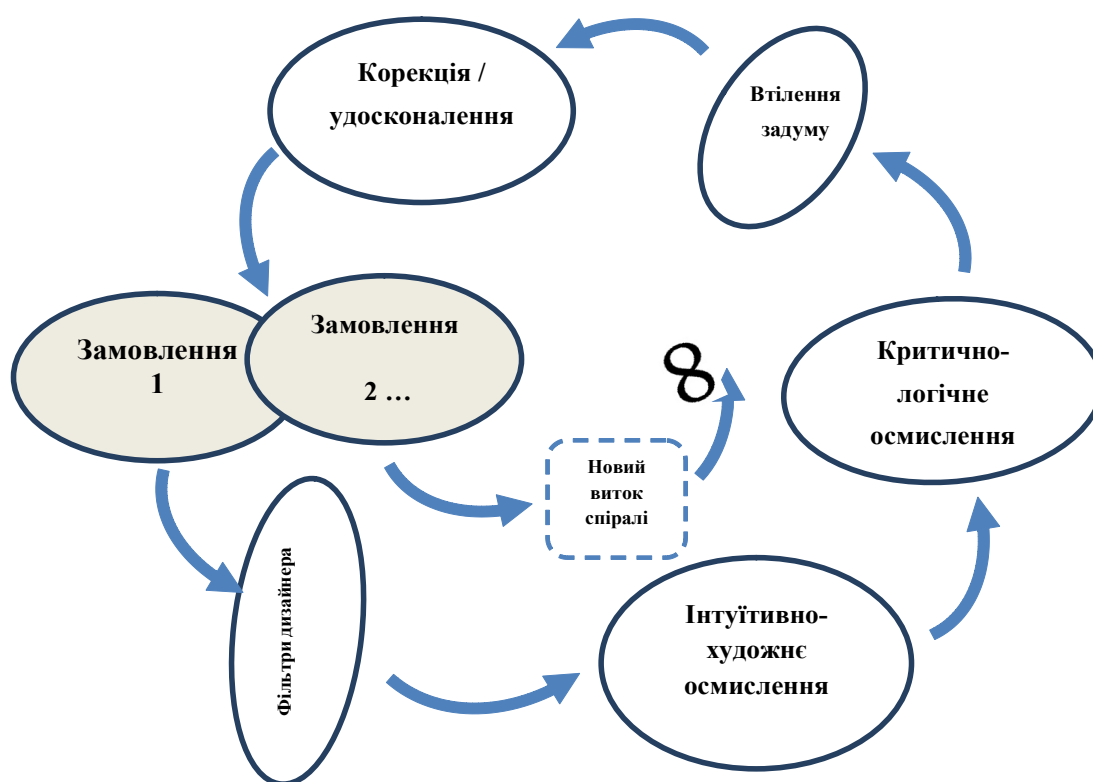 Корекція /
удосконалення
Втілення
задуму
Замовлення
1
Замовлення
2 …
Критично-
логічне
осмислення
8
Новий
виток
спіралі
Фільтри дизайнера
Інтуїтивно-
художнє
осмислення